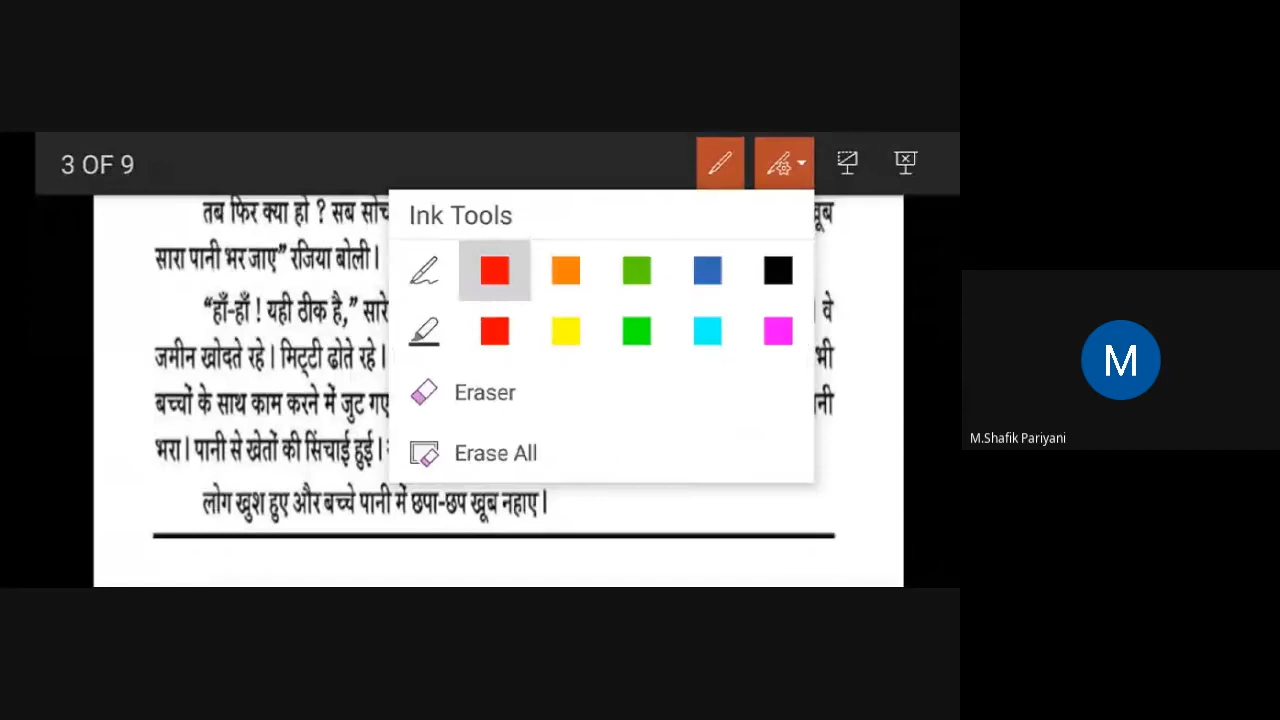 3 OF 9
तब फिर क्या हो ? सब सोच
खूब
सारा पानी भर जाए” रजिया बोली ।
“हाँ-हाँ ! यही ठीक है,” सारे
। वे
जमीन खोदते रहे । मिट्टी ढोते रहे ।
भी
बच्चों के साथ काम करने में जुट गए
नी
भरा । पानी से खेतों की सिंचाई हुई ।
लोग खुश हुए और बच्चे पानी में छपा-छप खूब नहाए ।
Ink Tools
Eraser
Erase All
M
M.Shafik Pariyani